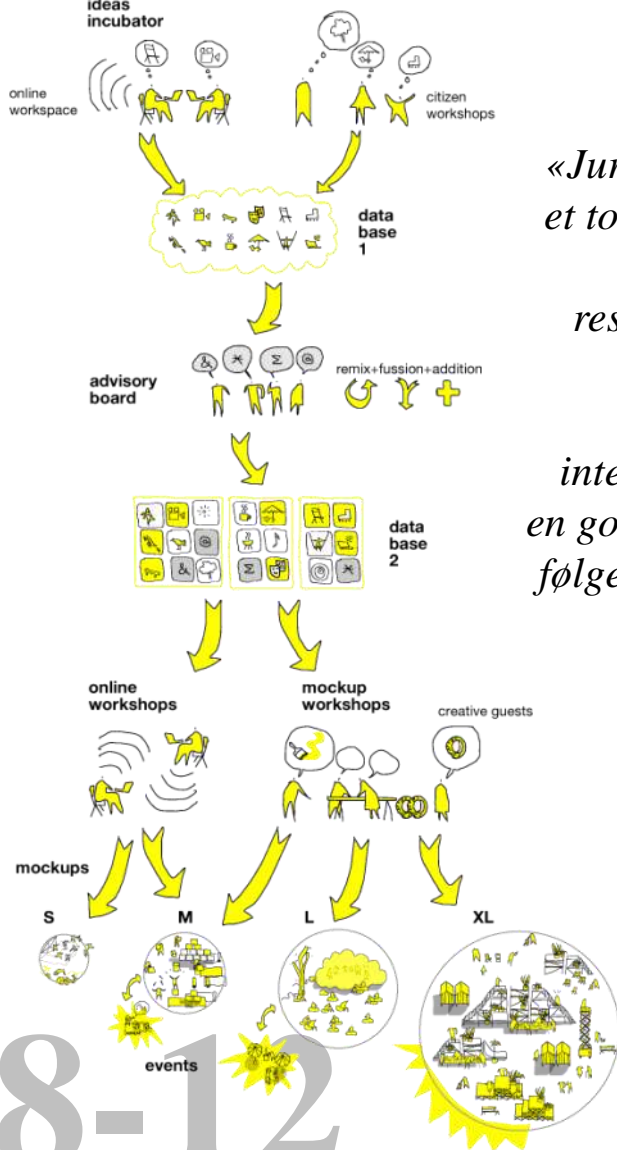 ideas
incubator
online
workspace
citizen
workshops
data
base
1
advisory
board
remix+fussion+addition
data
base
2
online
workshops
mockup
workshops
creative guests
mockups
S
M
L
XL
events
8-12
«Jur
et to
res
inte
en go
følge